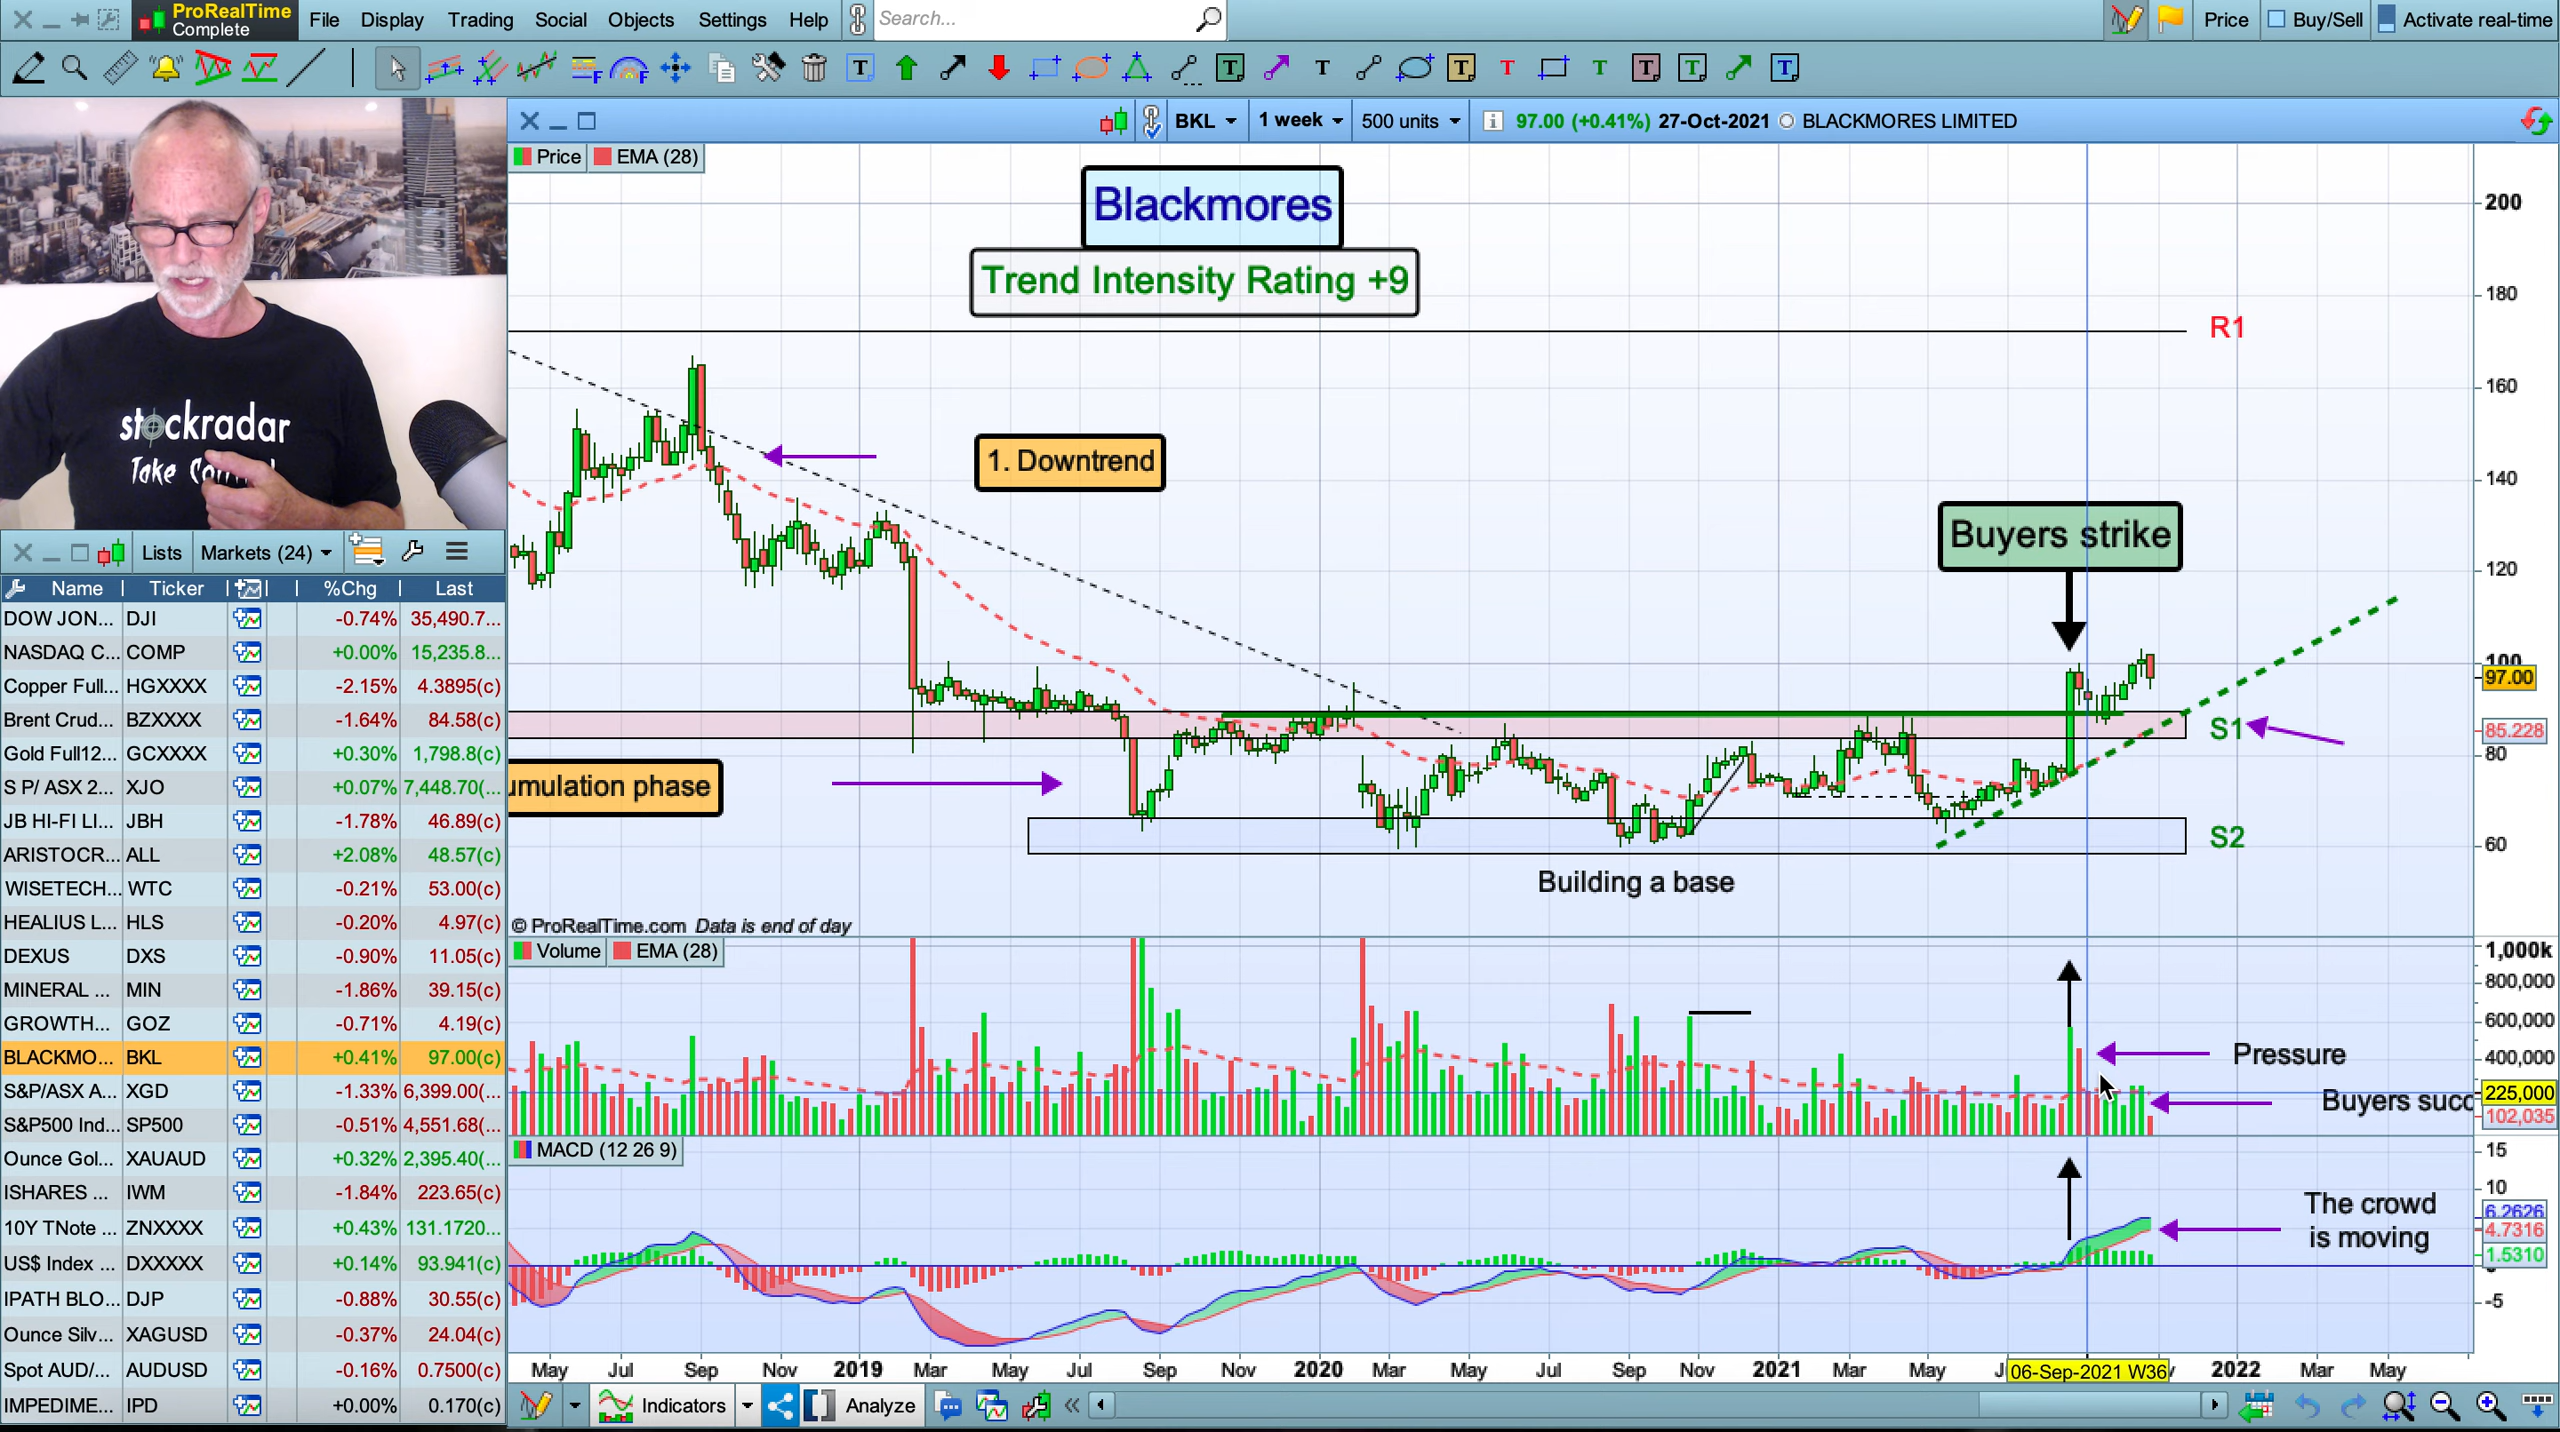 ProRealTime
Complete
File Display Trading Social Objects Settings Help
Search...
Price Buy/Sell Activate real-time
BKL 1 week 500 units 97.00 (+0.41%) 27-Oct-2021 BLACKMORES LIMITED
Price EMA (28)
Blackmores
Trend Intensity Rating +9
R1
1. Downtrend
Buyers strike
S1
umulation phase
S2
Building a base
200
180
160
140
120
100
97.00
85.228
80
60
© ProRealTime.com Data is end of day
Volume EMA (28)
1,000k
800,000
600,000
400,000
225,000
102,035
Pressure
Buyers succ
MACD (12 26 9)
15
10
6.2626
4.7316
1.5310
-5
The crowd
is moving
May Jul Sep Nov 2019 Mar May Jul Sep Nov 2020 Mar May Jul Sep Nov 2021 Mar May 06-Sep-2021 W36 2022 Mar May
Indicators Analyze
stockradar
Take
Lists Markets (24)
Name Ticker %Chg Last
DOW JON... DJI -0.74% 35,490.7...
NASDAQ C... COMP +0.00% 15,235.8...
Copper Full... HGXXXX -2.15% 4.3895(c)
Brent Crud... BZXXXX -1.64% 84.58(c)
Gold Full12... GCXXXX +0.30% 1,798.8(c)
S P/ ASX 2... XJO +0.07% 7,448.70(...
JB HI-FI LI... JBH -1.78% 46.89(c)
ARISTOCR... ALL +2.08% 48.57(c)
WISETECH... WTC -0.21% 53.00(c)
HEALIUS L... HLS -0.20% 4.97(c)
DEXUS DXS -0.90% 11.05(c)
MINERAL ... MIN -1.86% 39.15(c)
GROWTH... GOZ -0.71% 4.19(c)
BLACKMO... BKL +0.41% 97.00(c)
S&P/ASX A... XGD -1.33% 6,399.00(...
S&P500 Ind... SP500 -0.51% 4,551.68(...
Ounce Gol... XAUAUD +0.32% 2,395.40(...
ISHARES ... IWM -1.84% 223.65(c)
10Y TNote ... ZNXXXX +0.43% 131.1720...
US$ Index ... DXXXXX +0.14% 93.941(c)
IPATH BLO... DJP -0.88% 30.55(c)
Ounce Silv... XAGUSD -0.37% 24.04(c)
Spot AUD/... AUDUSD -0.16% 0.7500(c)
IMPEDIME... IPD +0.00% 0.170(c)